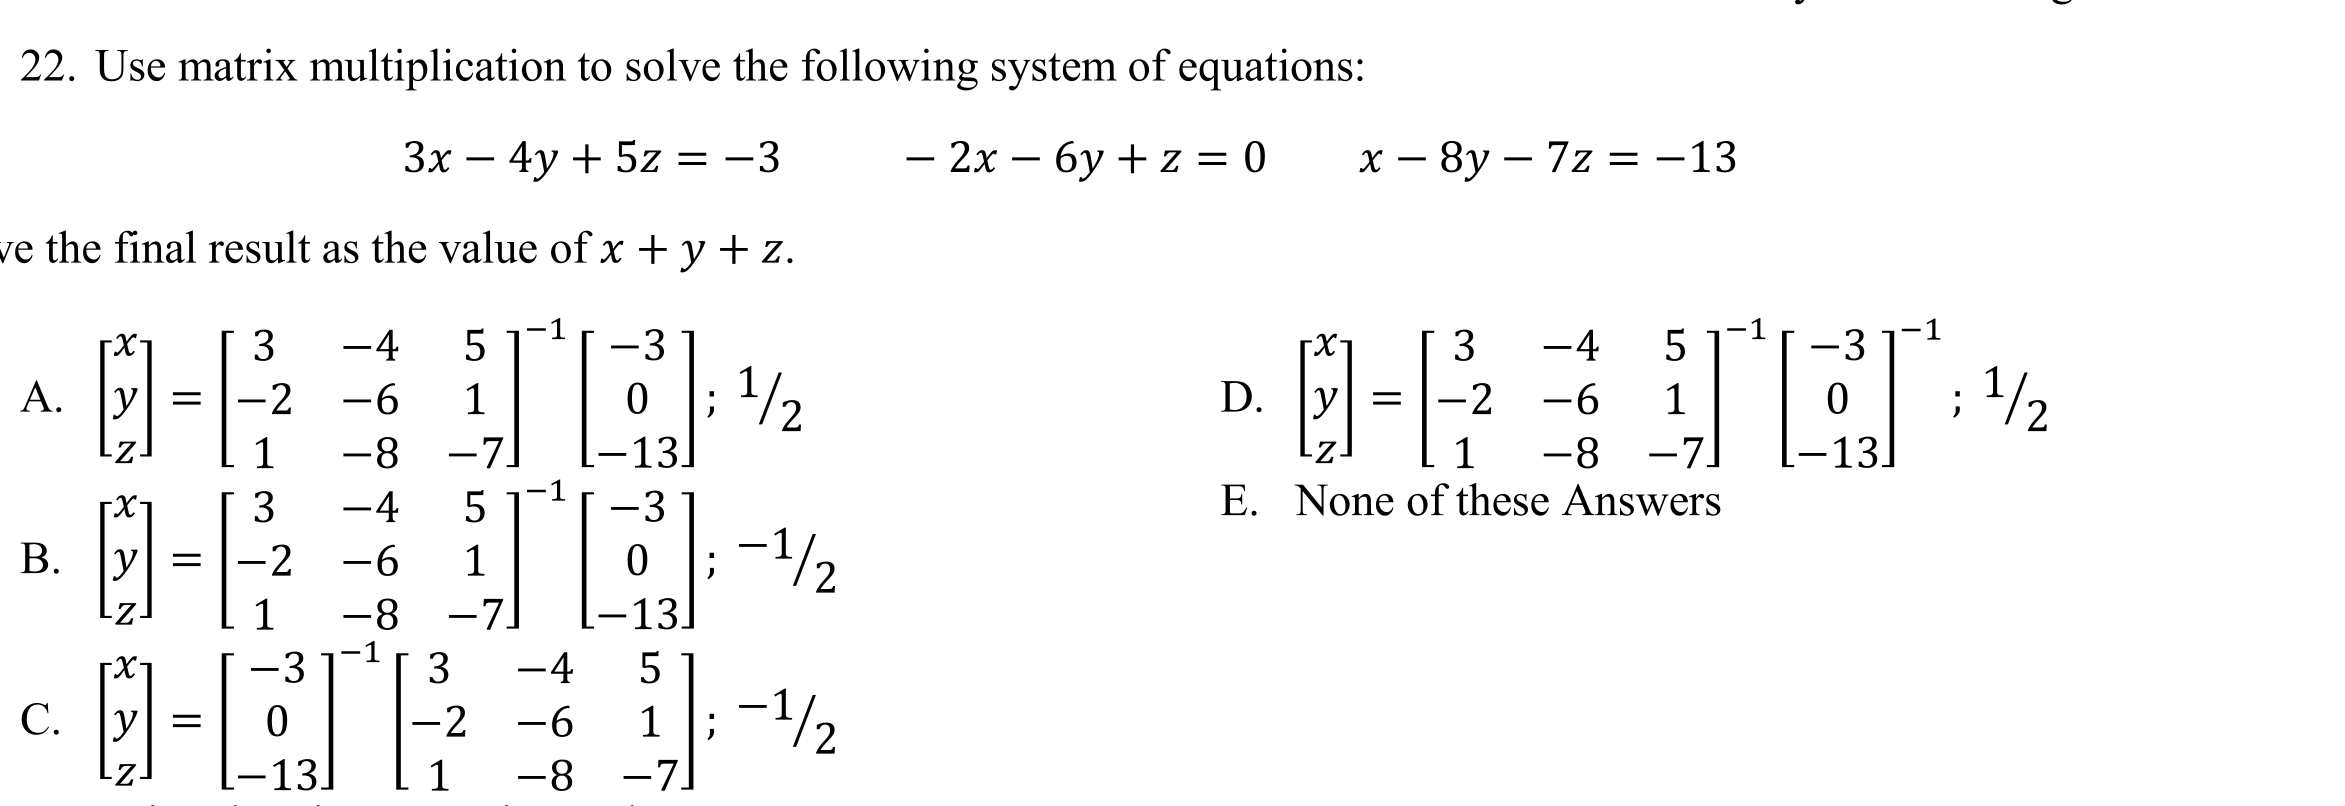 22. Use matrix multiplication to solve the following system of equations:
3x − 4y + 5z = −3 − 2x − 6y + z = 0 x − 8y − 7z = −13
the final result as the value of x + y + z.
A. [x y z] = [3 −4 5 −2 −6 1 1 −8 −7]⁻¹ [−3 0 −13]; 1/2
B. [x y z] = [3 −4 5 −2 −6 1 1 −8 −7]⁻¹ [−3 0 −13]; −1/2
C. [x y z] = [−3 0 −13]⁻¹ [3 −4 5 −2 −6 1 1 −8 −7]; −1/2
D. [x y z] = [3 −4 5 −2 −6 1 1 −8 −7]⁻¹ [−3 0 −13]⁻¹; 1/2
E. None of these Answers